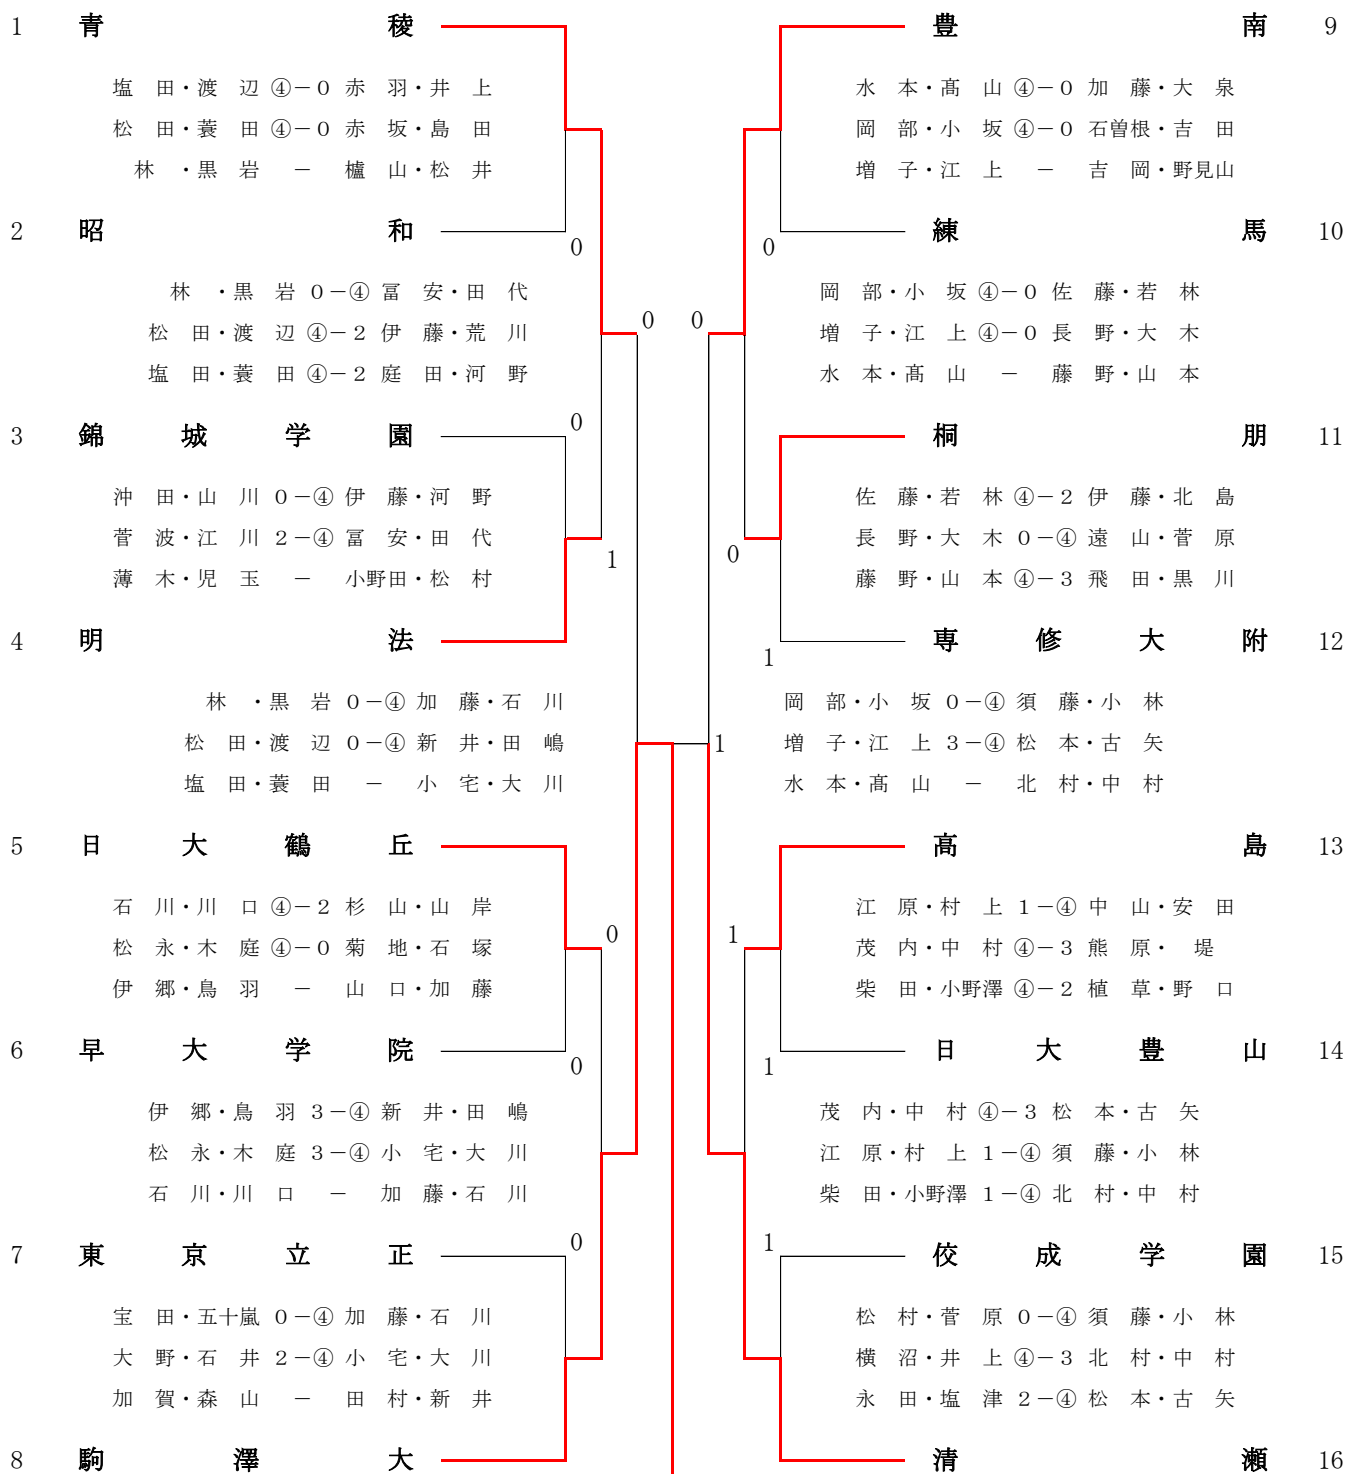 1 青稜
塩田・渡辺 ④－0 赤羽・井上
松田・蓑田 ④－0 赤坂・島田
林・黒岩 － 櫨山・松井
2 昭和
0
林・黒岩 0－④ 冨安・田代
松田・渡辺 ④－2 伊藤・荒川
塩田・蓑田 ④－2 庭田・河野
0
3 錦城学園
0
沖田・山川 0－④ 伊藤・河野
菅波・江川 2－④ 冨安・田代
薄木・児玉 － 小野田・松村
1
4 明法
林・黒岩 0－④ 加藤・石川
松田・渡辺 0－④ 新井・田嶋
塩田・蓑田 － 小宅・大川
5 日大鶴丘
石川・川口 ④－2 杉山・山岸
松永・木庭 ④－0 菊地・石塚
伊郷・鳥羽 － 山口・加藤
0
6 早大学院
0
伊郷・鳥羽 3－④ 新井・田嶋
松永・木庭 3－④ 小宅・大川
石川・川口 － 加藤・石川
7 東京立正
0
宝田・五十嵐 0－④ 加藤・石川
大野・石井 2－④ 小宅・大川
加賀・森山 － 田村・新井
8 駒澤大
豊南 9
水本・髙山 ④－0 加藤・大泉
岡部・小坂 ④－0 石曽根・吉田
増子・江上 － 吉岡・野見山
練馬 10
0
岡部・小坂 ④－0 佐藤・若林
増子・江上 ④－0 長野・大木
水本・髙山 － 藤野・山本
0
桐朋 11
佐藤・若林 ④－2 伊藤・北島
長野・大木 0－④ 遠山・菅原
藤野・山本 ④－3 飛田・黒川
0
専修大附 12
1
岡部・小坂 0－④ 須藤・小林
増子・江上 3－④ 松本・古矢
水本・髙山 － 北村・中村
1
高島 13
江原・村上 1－④ 中山・安田
茂内・中村 ④－3 熊原・堤
柴田・小野澤 ④－2 植草・野口
1
日大豊山 14
1
茂内・中村 ④－3 松本・古矢
江原・村上 1－④ 須藤・小林
柴田・小野澤 1－④ 北村・中村
佼成学園 15
1
松村・菅原 0－④ 須藤・小林
横沼・井上 ④－3 北村・中村
永田・塩津 2－④ 松本・古矢
清瀬 16